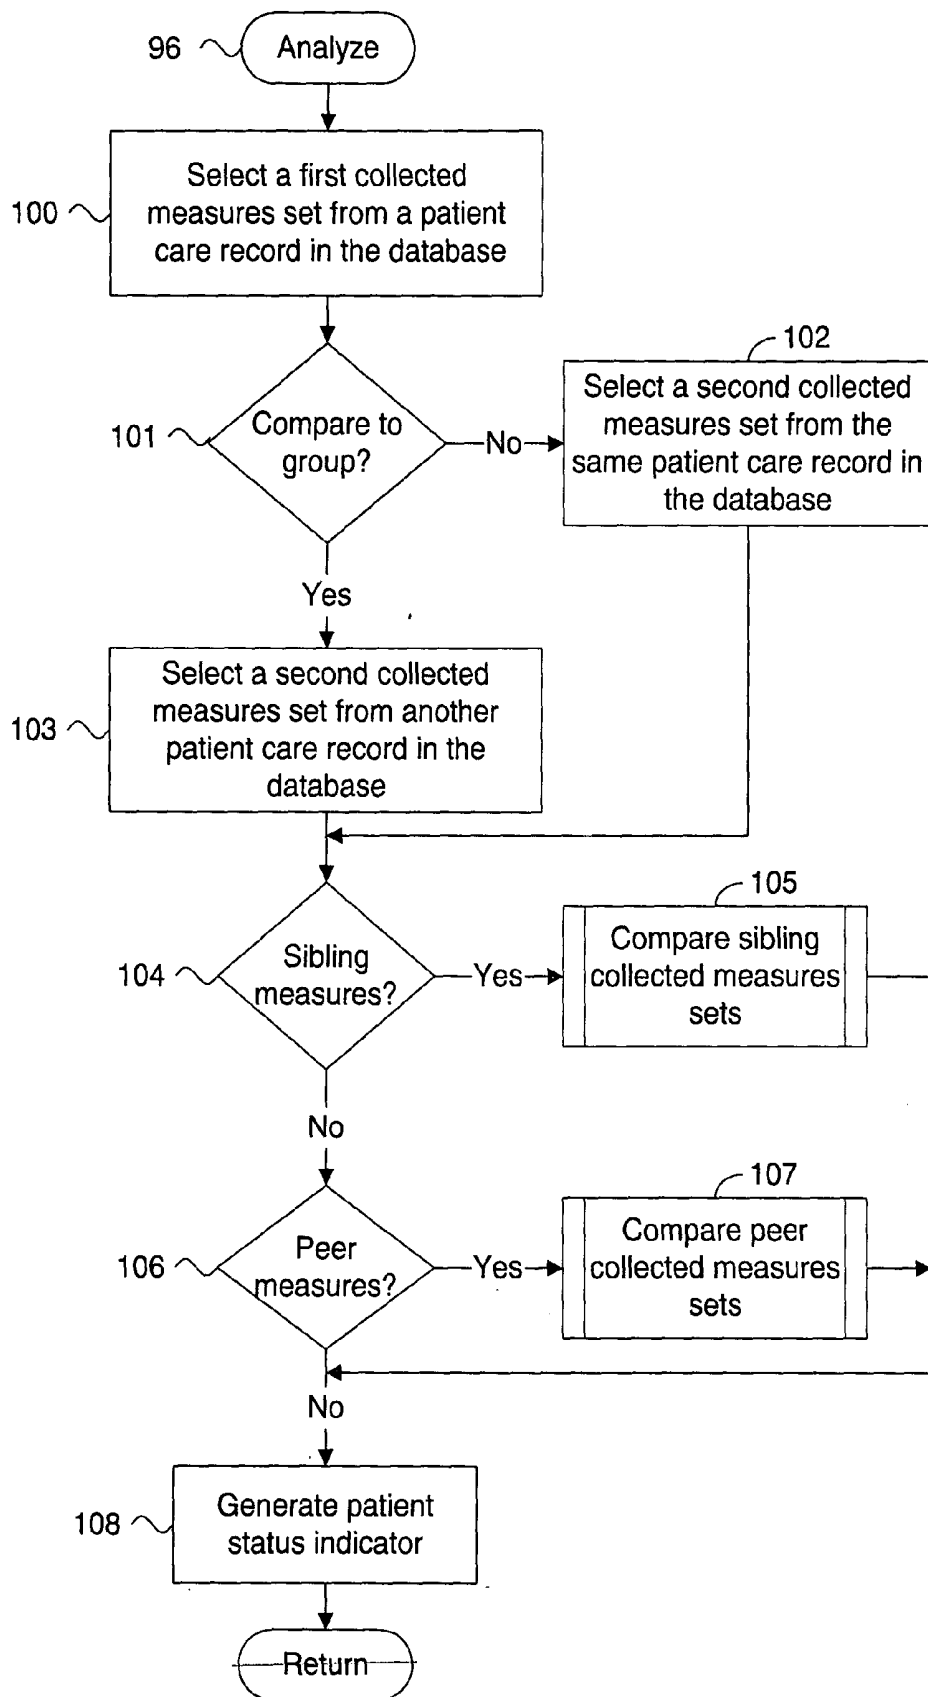 96
Analyze
100
Select a first collected
measures set from a patient
care record in the database
101
Compare to
group?
No
102
Select a second collected
measures set from the
same patient care record in
the database
Yes
103
Select a second collected
measures set from another
patient care record in the
database
104
Sibling
measures?
Yes
105
Compare sibling
collected measures
sets
No
106
Peer
measures?
Yes
107
Compare peer
collected measures
sets
No
108
Generate patient
status indicator
Return